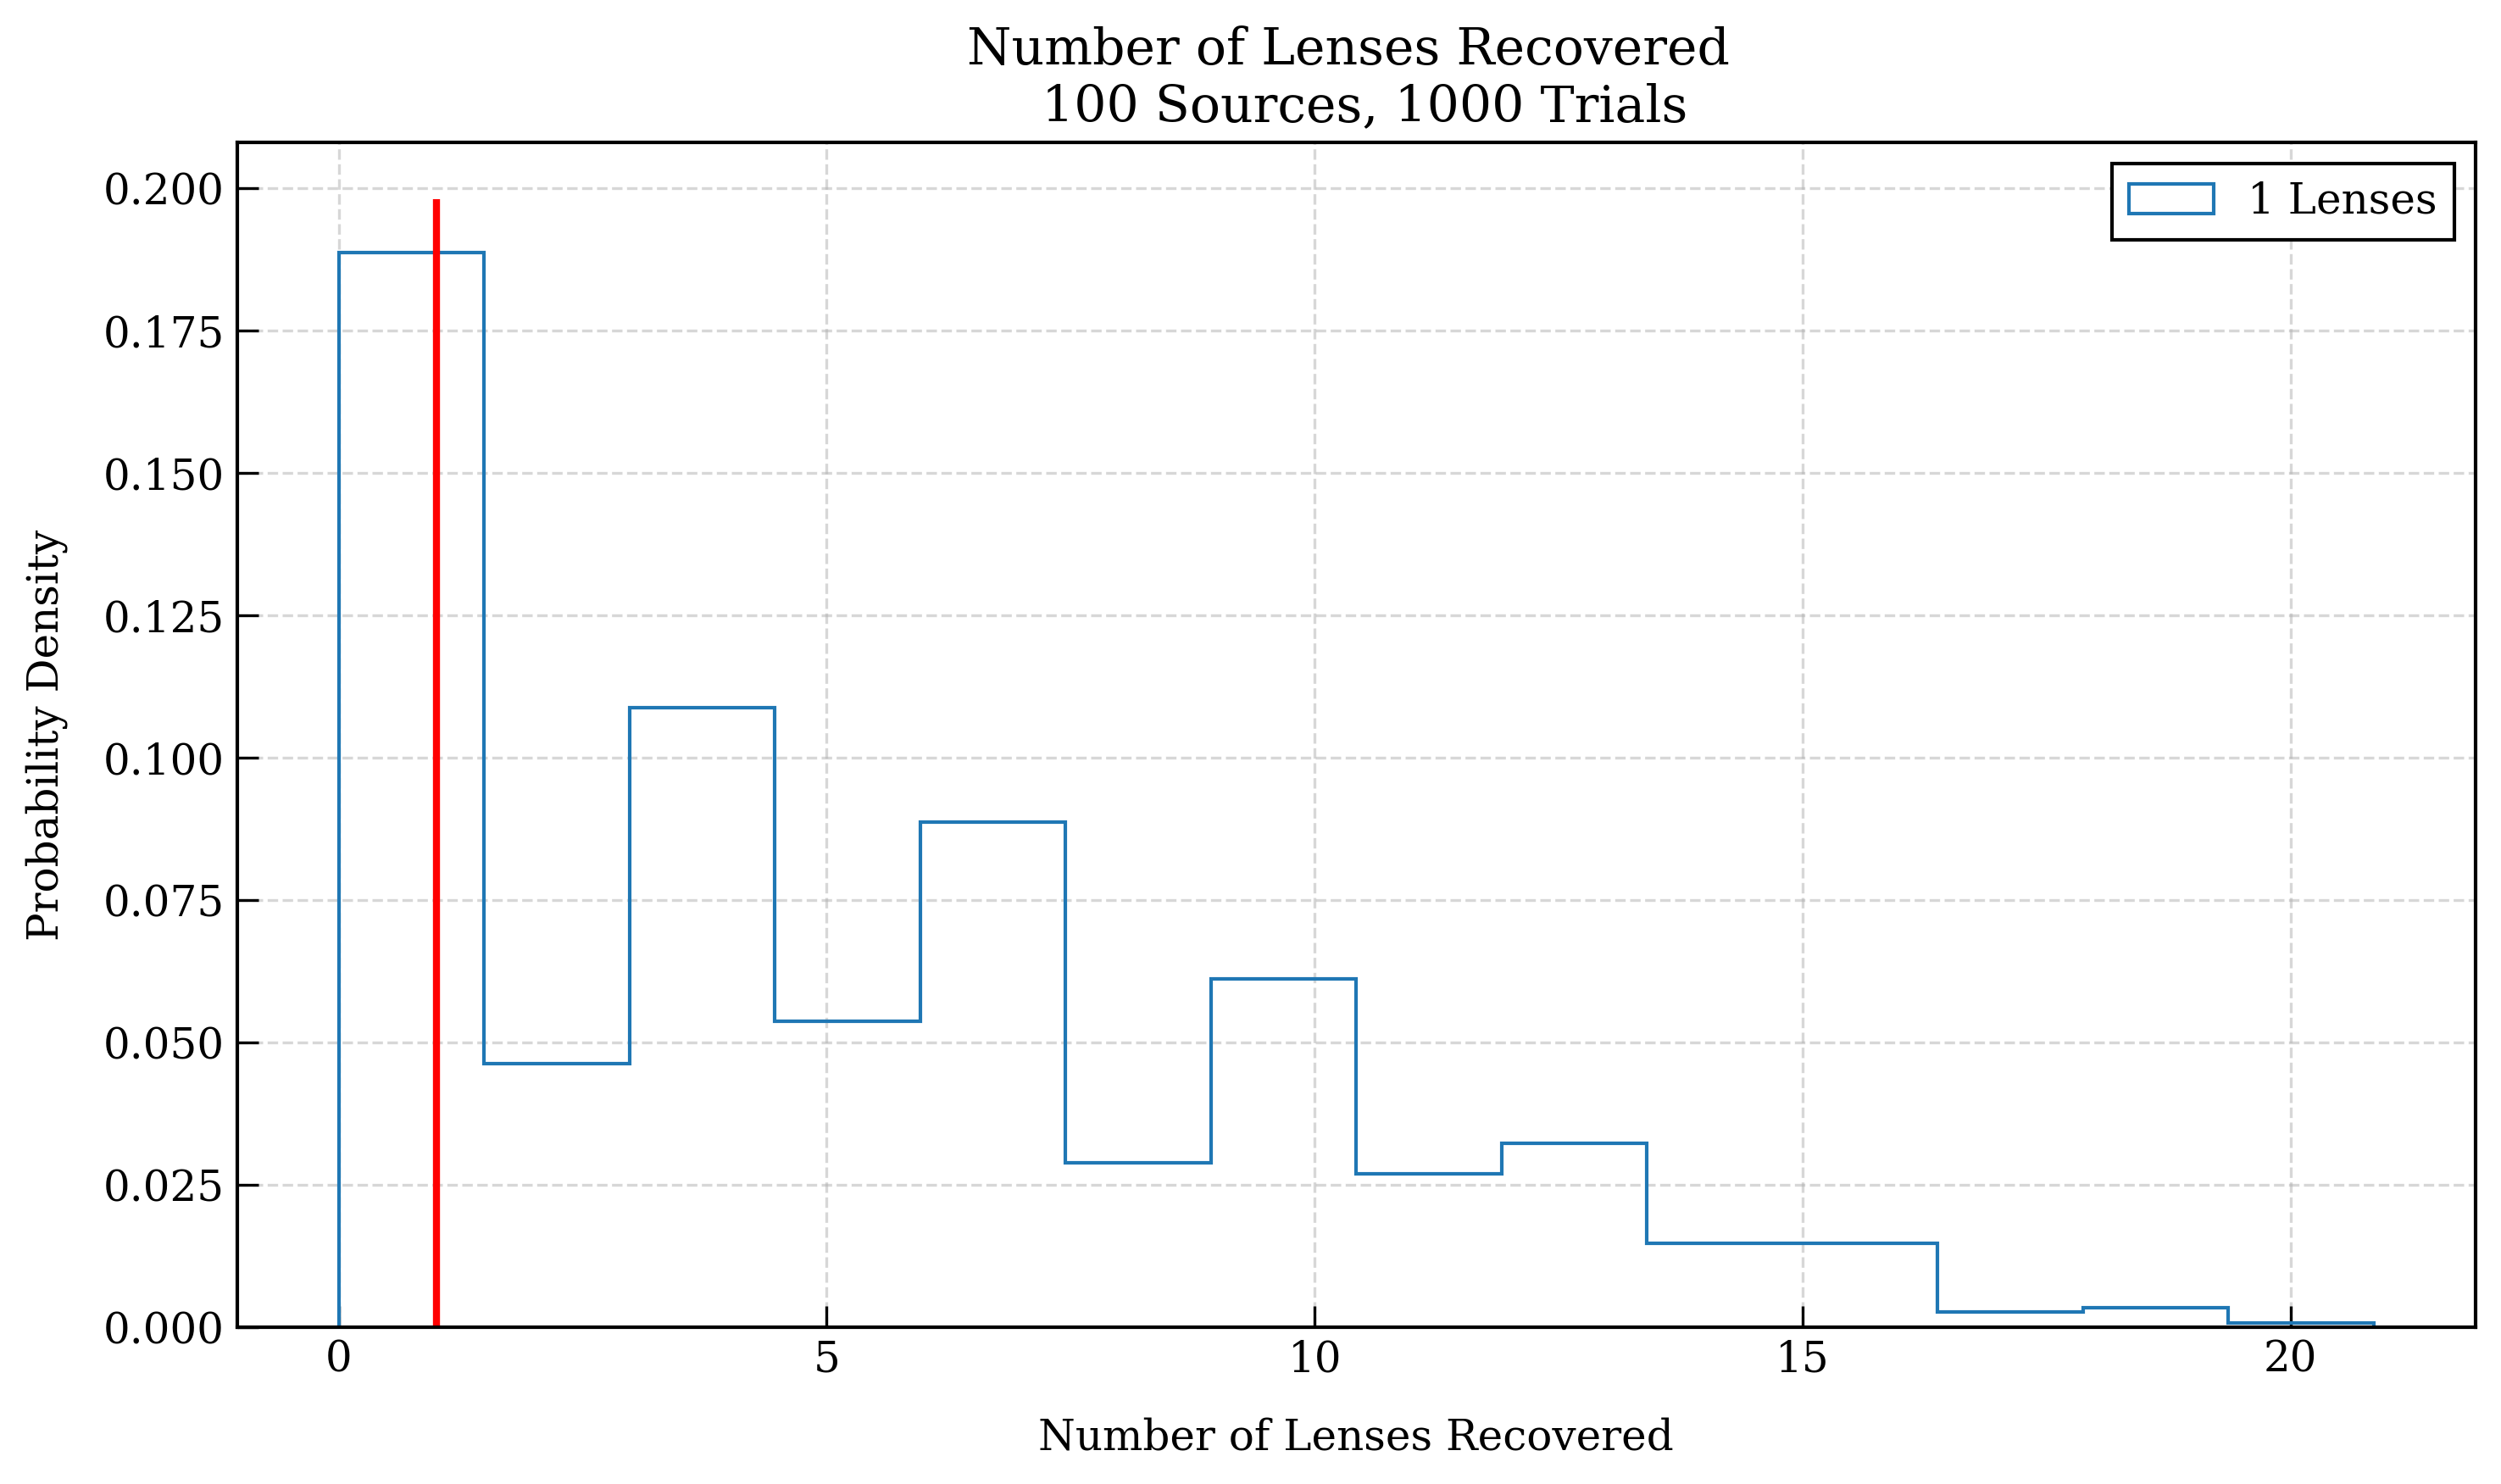 Number of Lenses Recovered
100 Sources, 1000 Trials
1 Lenses
0.200
0.175
0.150
0.125
0.100
0.075
0.050
0.025
0.000
Probability Density
0 5 10 15 20
Number of Lenses Recovered